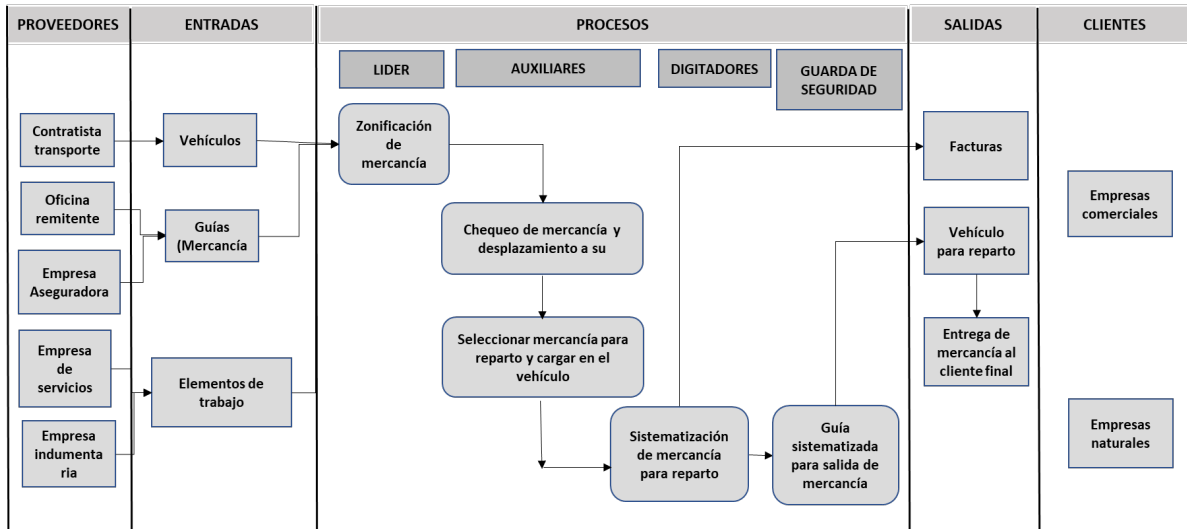 PROVEEDORES
ENTRADAS
PROCESOS
SALIDAS
CLIENTES
LIDER
AUXILIARES
DIGITADORES
GUARDA DE
SEGURIDAD
Contratista
transporte
Oficina
remitente
Empresa
Aseguradora
Empresa
de
servicios
Empresa
indumenta
ria
Vehículos
Guías
(Mercancía
Elementos de
trabajo
Zonificación
de
mercancía
Chequeo de mercancía y
desplazamiento a su
Seleccionar mercancía para
reparto y cargar en el
vehículo
Sistematización
de mercancía
para reparto
Guía
sistematizada
para salida de
mercancía
Facturas
Vehículo
para reparto
Entrega de
mercancía al
cliente final
Empresas
comerciales
Empresas
naturales